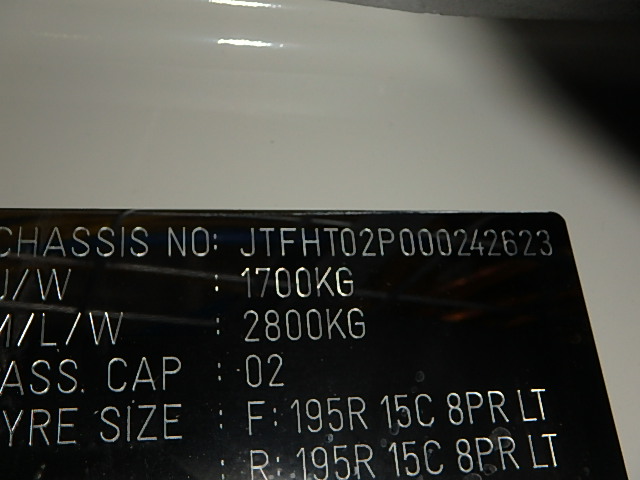 CHASSIS NO: JTFHT02P000242623
U/W : 1700KG
M/L/W : 2800KG
ASS. CAP : 02
YRE SIZE : F: 195R 15C 8PR LT
R: 195R 15C 8PR LT